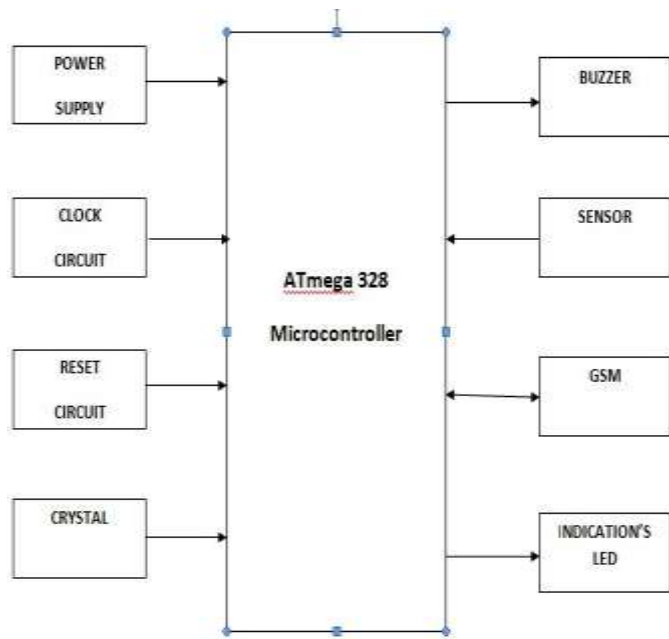 POWER
SUPPLY
CLOCK
CIRCUIT
RESET
CIRCUIT
CRYSTAL
ATmega 328
Microcontroller
BUZZER
SENSOR
GSM
INDICATION'S
LED